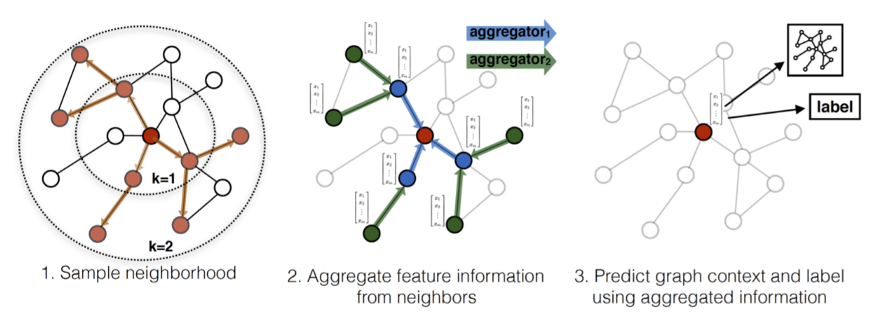 k=1
k=2
1. Sample neighborhood
aggregator₁
aggregator₂
2. Aggregate feature information
from neighbors
label
3. Predict graph context and label
using aggregated information